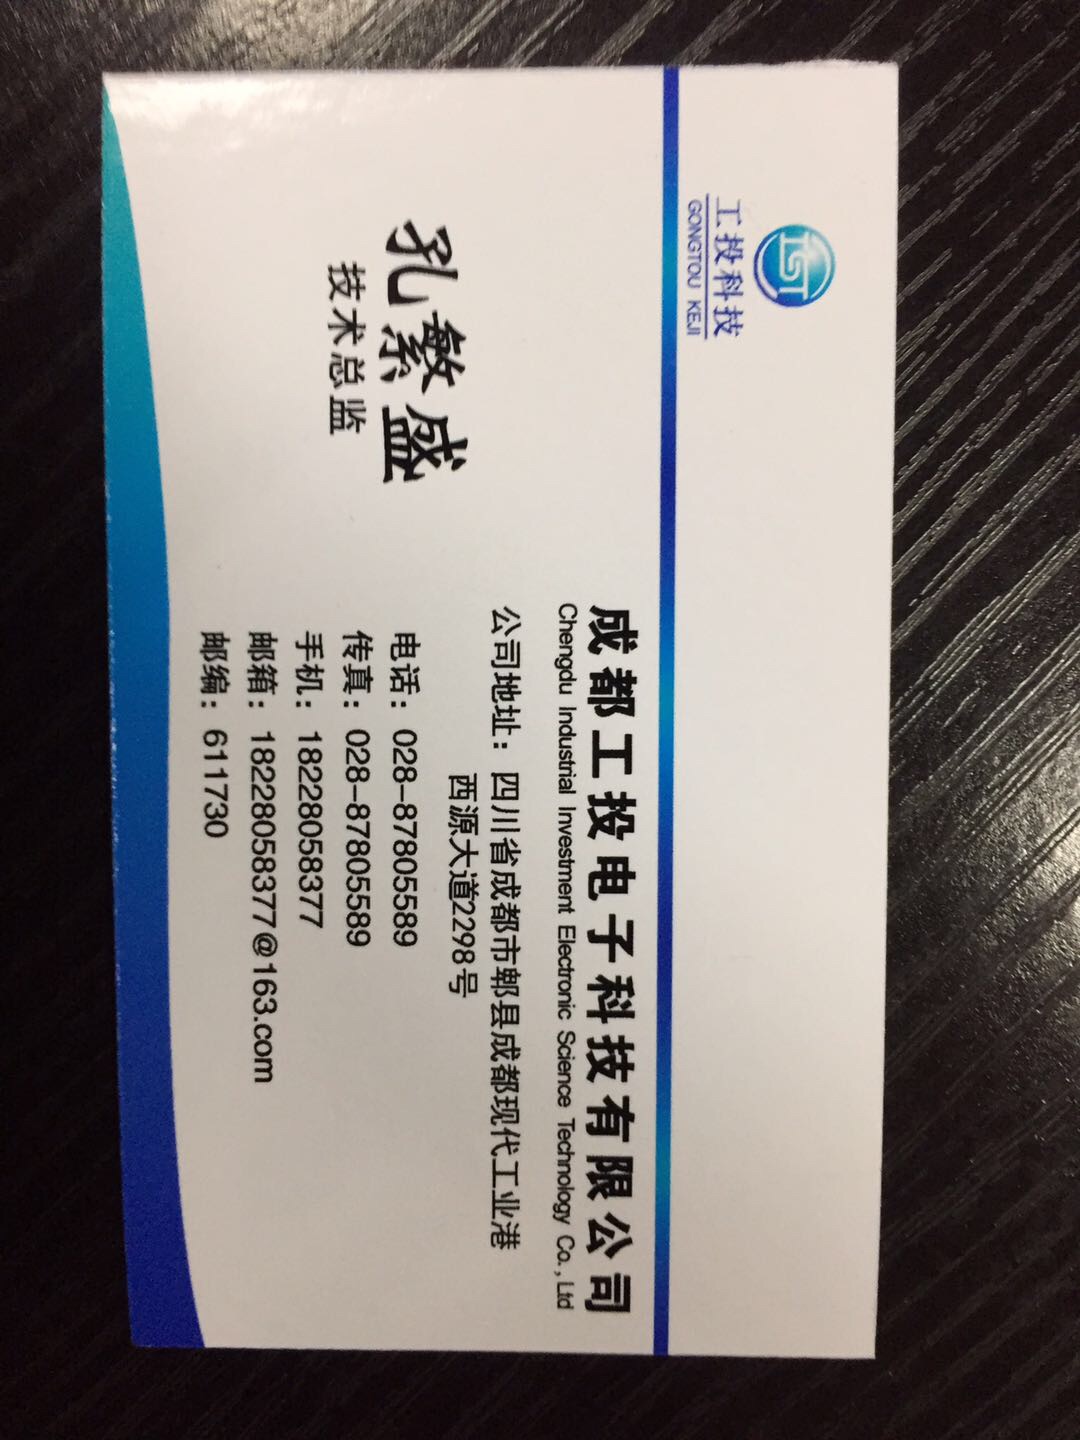 IST
工投科技
GONGTOU KEJI
成都工投电子科技有限公司
Chengdu Industrial Investment Electronic Science Technology Co., Ltd
孔繁盛
技术总监
公司地址：四川省成都市郫县成都现代工业港
西源大道2298号
电话：028-87805589
传真：028-87805589
手机：18228058377
邮箱：18228058377@163.com
邮编：611730